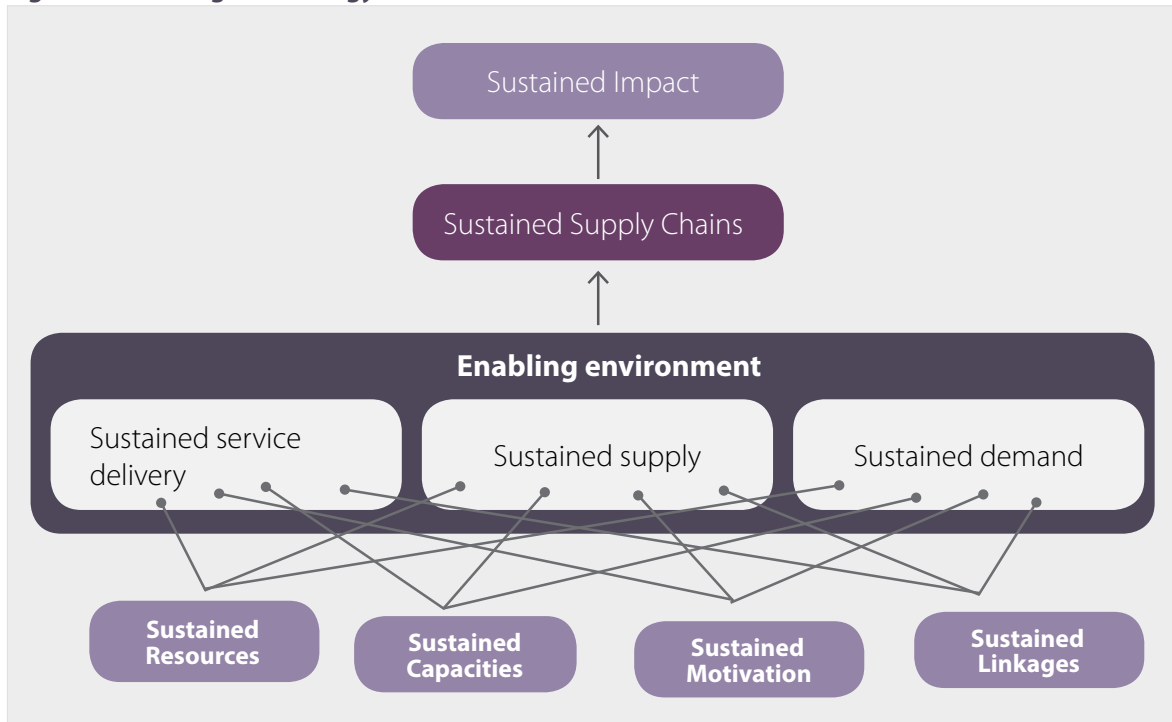 Sustained Impact
Sustained Supply Chains
Enabling environment
Sustained service
delivery
Sustained supply
Sustained demand
Sustained
Resources
Sustained
Capacities
Sustained
Motivation
Sustained
Linkages